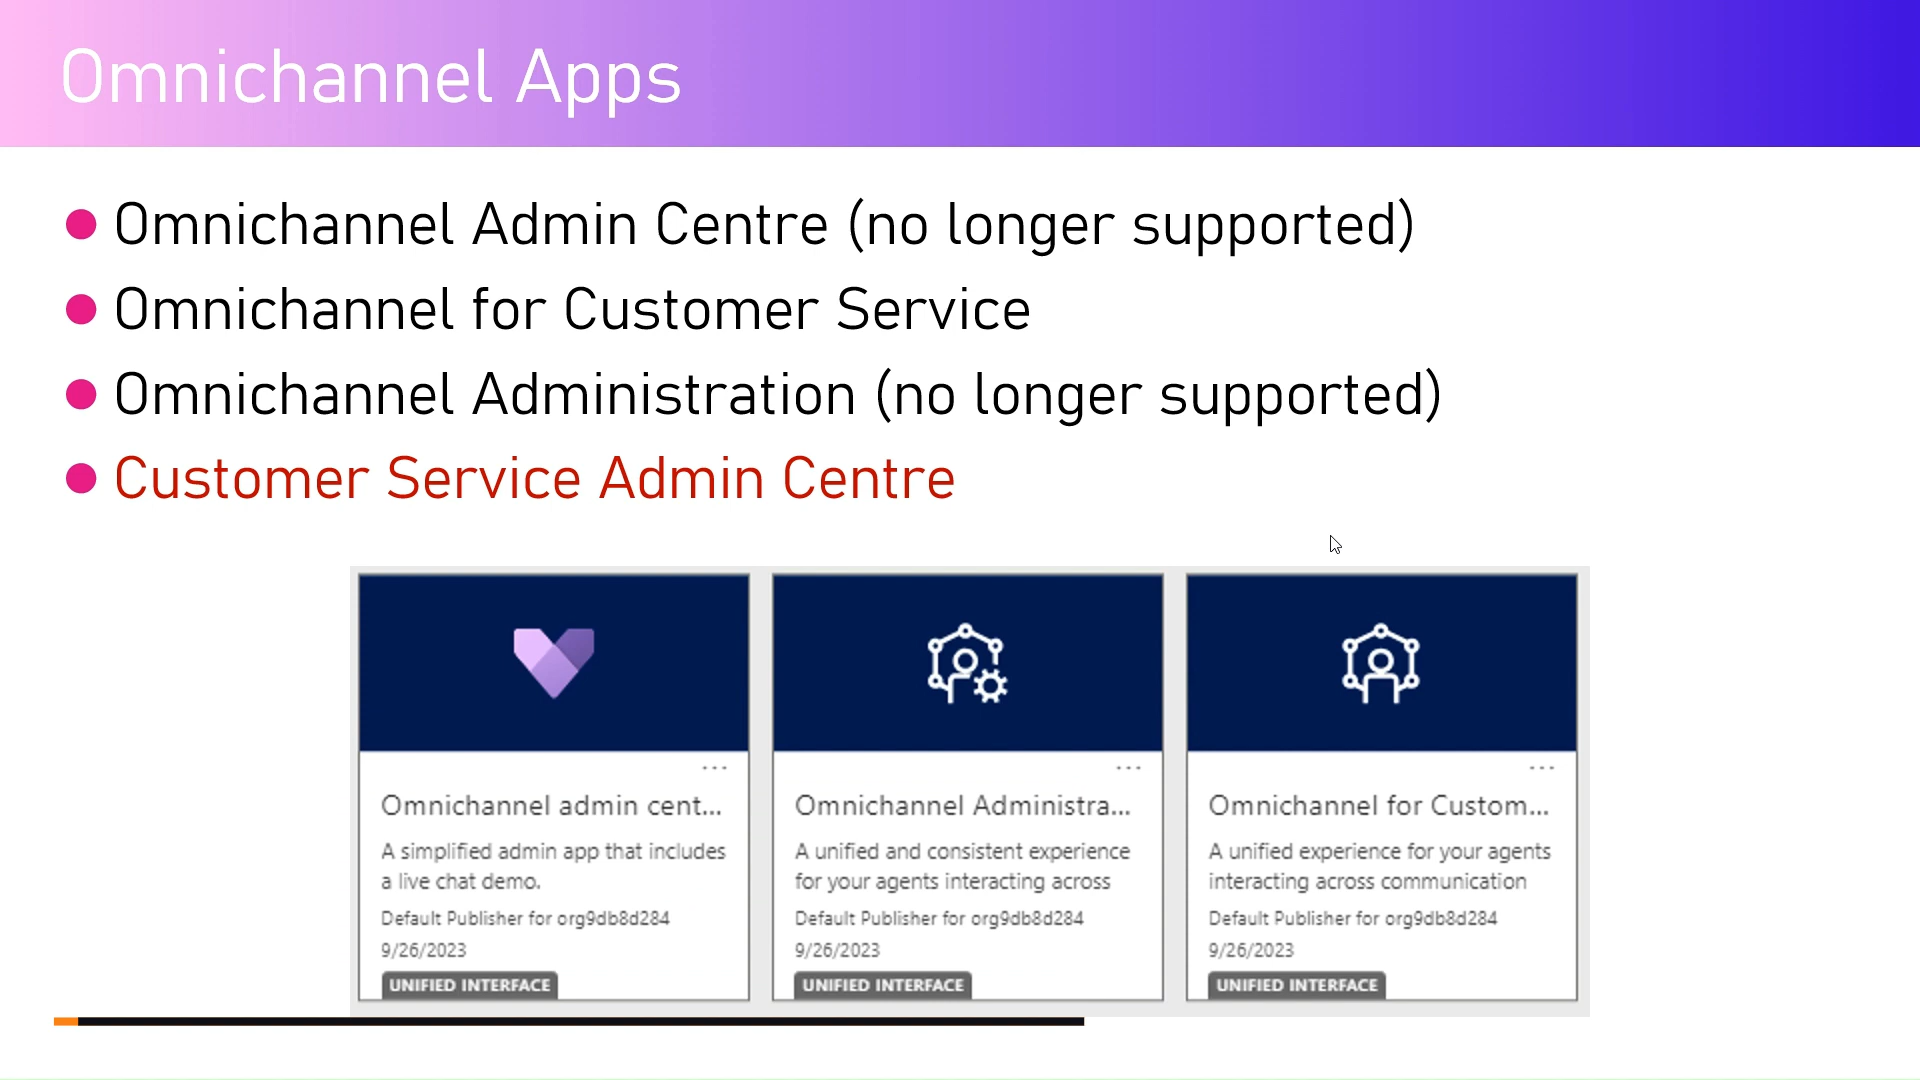 Omnichannel Apps
Omnichannel Admin Centre (no longer supported)
Omnichannel for Customer Service
Omnichannel Administration (no longer supported)
Customer Service Admin Centre
Omnichannel admin cent...
A simplified admin app that includes
a live chat demo.
Default Publisher for org9db8d284
9/26/2023
UNIFIED INTERFACE
Omnichannel Administra...
A unified and consistent experience
for your agents interacting across
Default Publisher for org9db8d284
9/26/2023
UNIFIED INTERFACE
Omnichannel for Custom...
A unified experience for your agents
interacting across communication
Default Publisher for org9db8d284
9/26/2023
UNIFIED INTERFACE